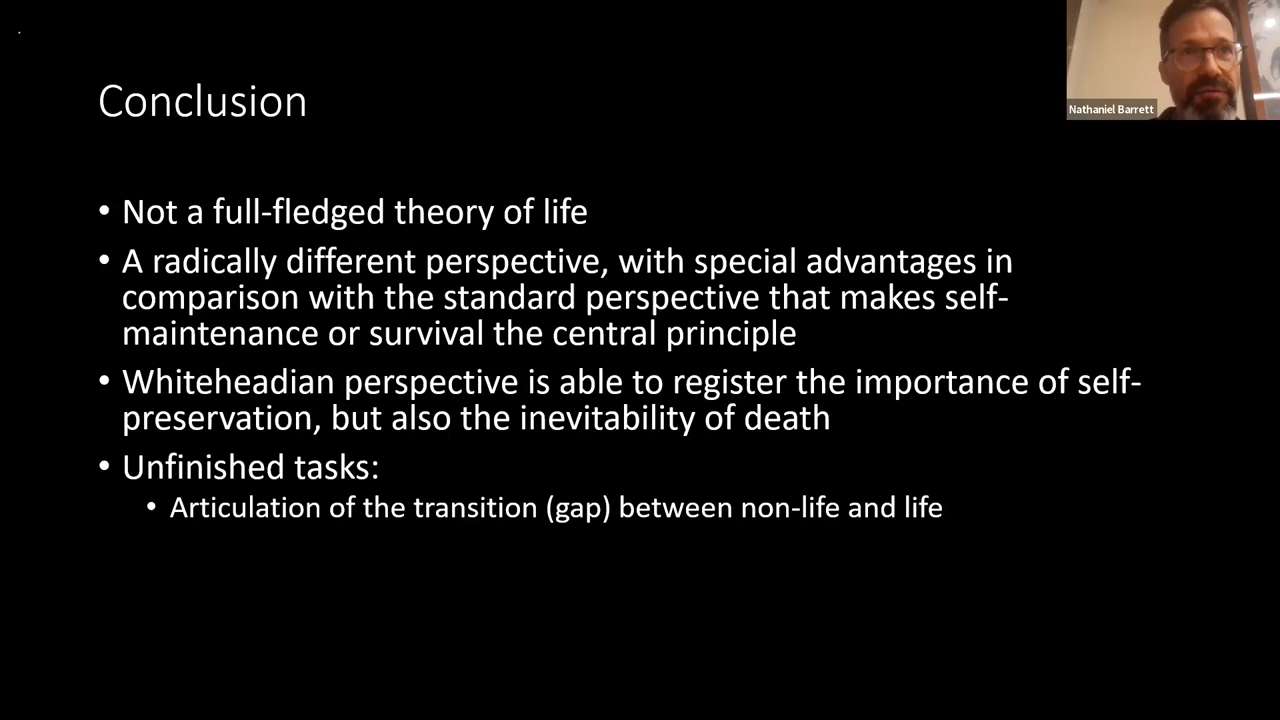 Conclusion
Nathaniel Barrett
• Not a full-fledged theory of life
• A radically different perspective, with special advantages in
comparison with the standard perspective that makes self-
maintenance or survival the central principle
• Whiteheadian perspective is able to register the importance of self-
preservation, but also the inevitability of death
• Unfinished tasks:
• Articulation of the transition (gap) between non-life and life